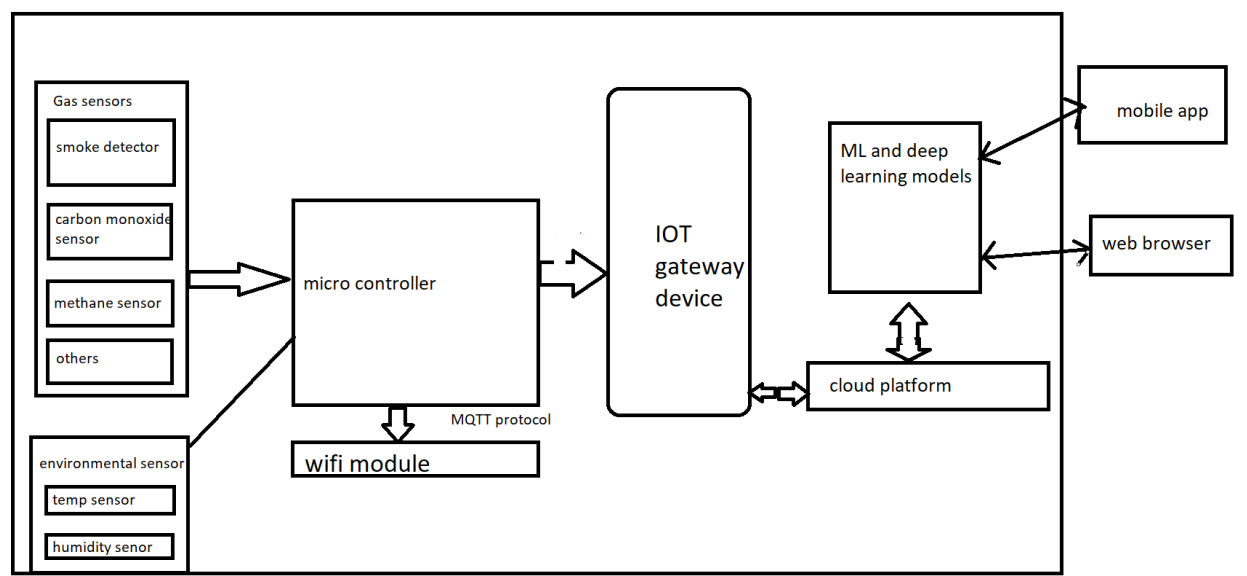 Gas sensors
smoke detector
carbon monoxide
sensor
methane sensor
others
environmental sensor
temp sensor
humidity senor
micro controller
MQTT protocol
wifi module
IOT
gateway
device
ML and deep
learning models
cloud platform
mobile app
web browser